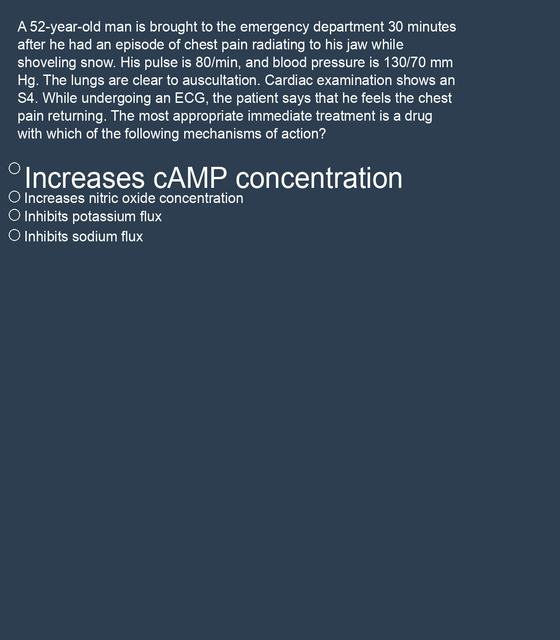 A 52-year-old man is brought to the emergency department 30 minutes
after he had an episode of chest pain radiating to his jaw while
shoveling snow. His pulse is 80/min, and blood pressure is 130/70 mm
Hg. The lungs are clear to auscultation. Cardiac examination shows an
S4. While undergoing an ECG, the patient says that he feels the chest
pain returning. The most appropriate immediate treatment is a drug
with which of the following mechanisms of action?
Increases cAMP concentration
Increases nitric oxide concentration
Inhibits potassium flux
Inhibits sodium flux